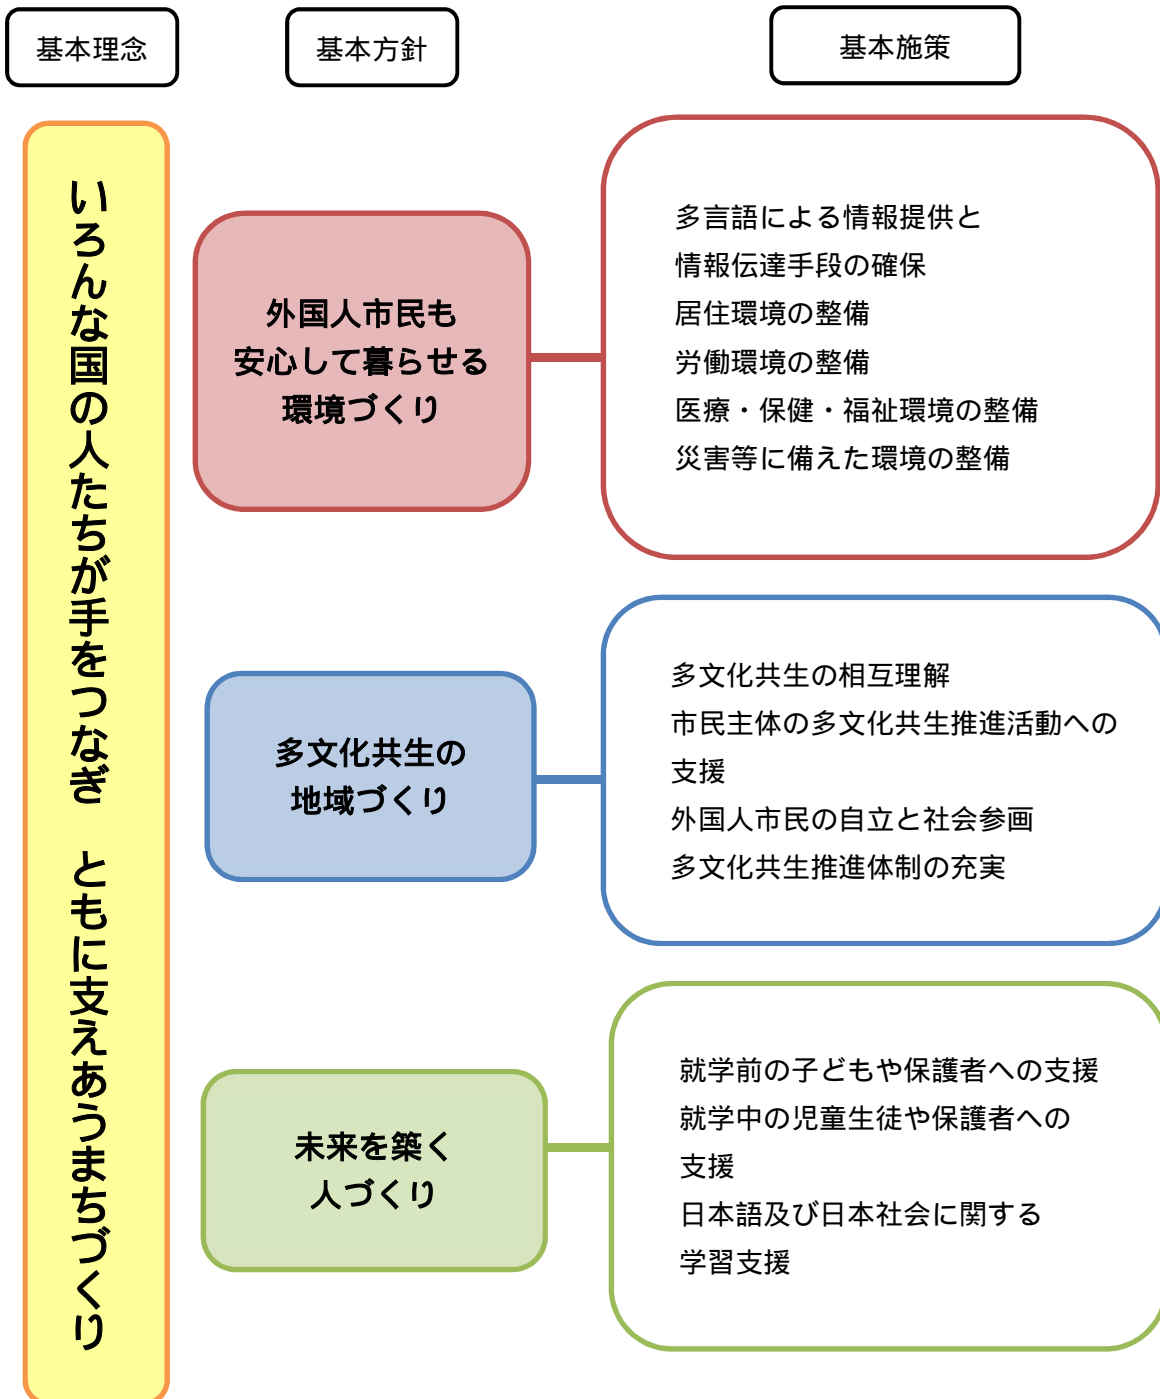 基本理念
基本方針
基本施策
いろんな国の人たちが手をつなぎ　ともに支えあうまちづくり
外国人市民も
安心して暮らせる
環境づくり
多言語による情報提供と
情報伝達手段の確保
居住環境の整備
労働環境の整備
医療・保健・福祉環境の整備
災害等に備えた環境の整備
多文化共生の
地域づくり
多文化共生の相互理解
市民主体の多文化共生推進活動への
支援
外国人市民の自立と社会参画
多文化共生推進体制の充実
未来を築く
人づくり
就学前の子どもや保護者への支援
就学中の児童生徒や保護者への
支援
日本語及び日本社会に関する
学習支援